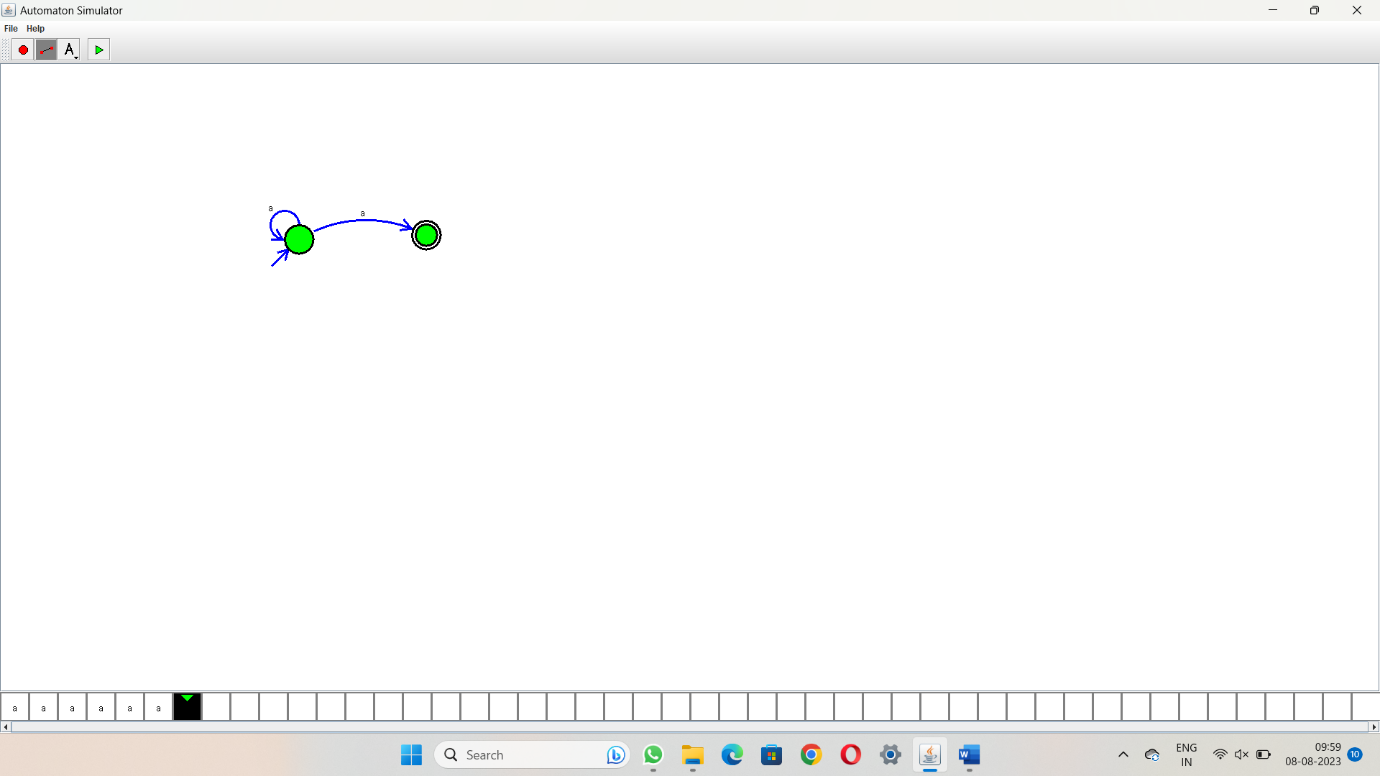 Automaton Simulator
File Help
A
a
a
a a a a a a
Search
ENG
IN
09:59
08-08-2023
10